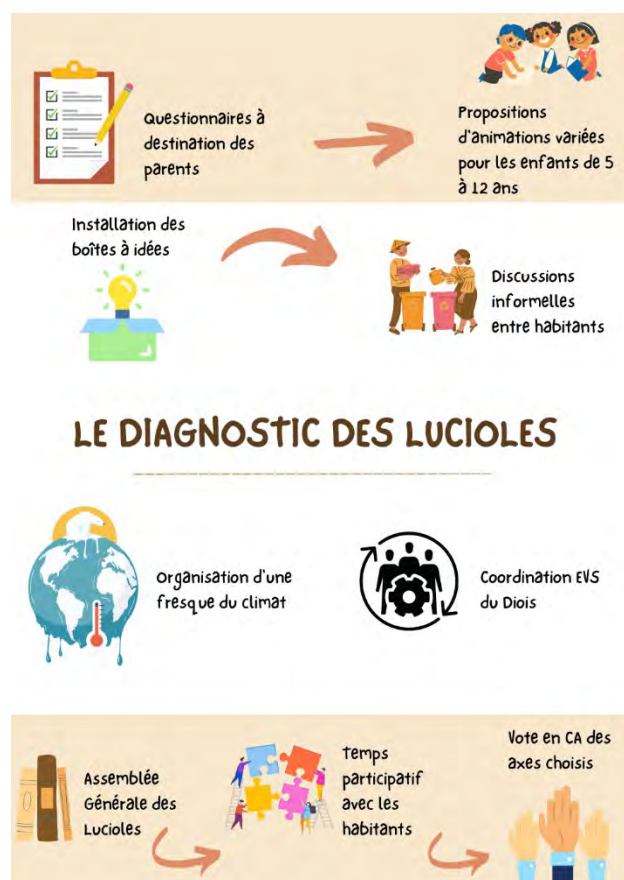 Questionnaires à
destination des
parents
Propositions
d'animations variées
pour les enfants de 5
à 12 ans
Installation des
boîtes à idées
Discussions
informelles
entre habitants
LE DIAGNOSTIC DES LUCIOLES
Organisation d'une
fresque du climat
Coordination EVS
du Diois
Assemblée
Générale des
Lucioles
Temps
participatif
avec les
habitants
Vote en CA des
axes choisis